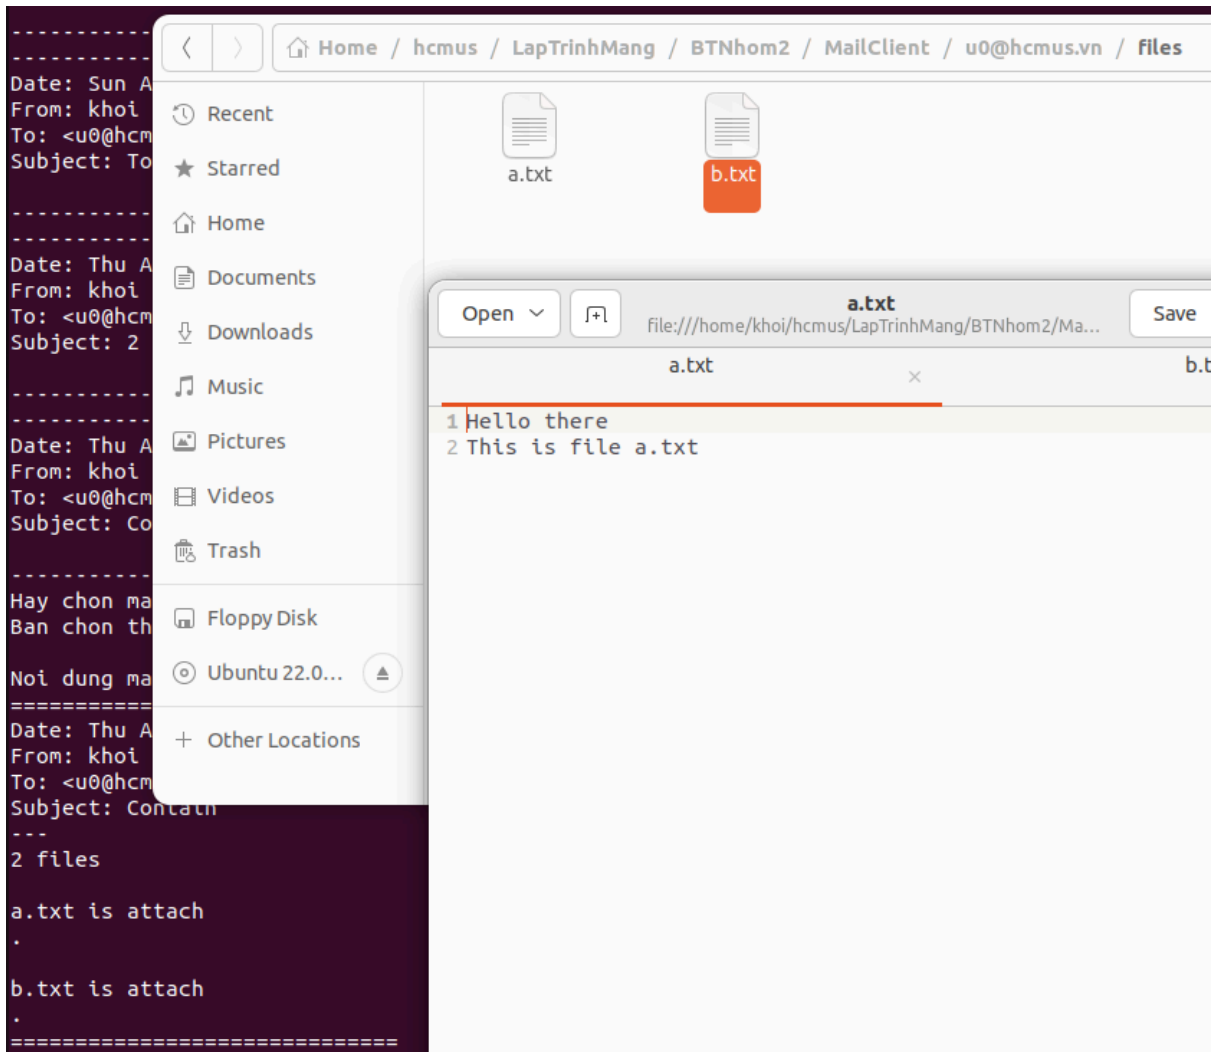 Date: Sun A
From: khoi
To: <u0@hcm
Subject: To
Date: Thu A
From: khoi
To: <u0@hcm
Subject: 2
Date: Thu A
From: khoi
To: <u0@hcm
Subject: Co
Hay chon ma
Ban chon th
Noi dung ma
==========
Date: Thu A
From: khoi
To: <u0@hcm
Subject: Contain
---
2 files
a.txt is attach
.
b.txt is attach
.
==============================
Home / hcmus / LapTrinhMang / BTNhom2 / MailClient / u0@hcmus.vn / files
Recent
Starred
Home
Documents
Downloads
Music
Pictures
Videos
Trash
Floppy Disk
Ubuntu 22.0...
Other Locations
a.txt
b.txt
Open
a.txt
file:///home/khoi/hcmus/LapTrinhMang/BTNhom2/Ma...
Save
a.txt
b.t
1 Hello there
2 This is file a.txt